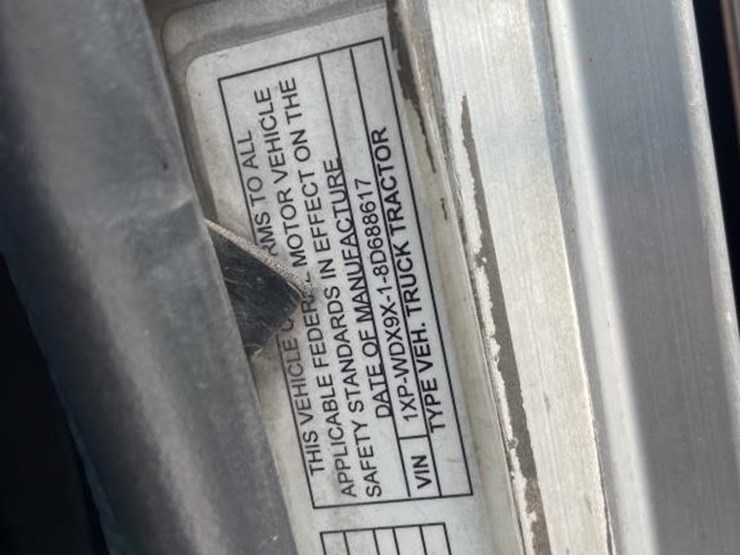 THIS VEHICLE RMS TO ALL
APPLICABLE FEDERAL MOTOR VEHICLE
SAFETY STANDARDS IN EFFECT ON THE
DATE OF MANUFACTURE
VIN 1XP-WDX9X-1-8D688617
TYPE VEH. TRUCK TRACTOR